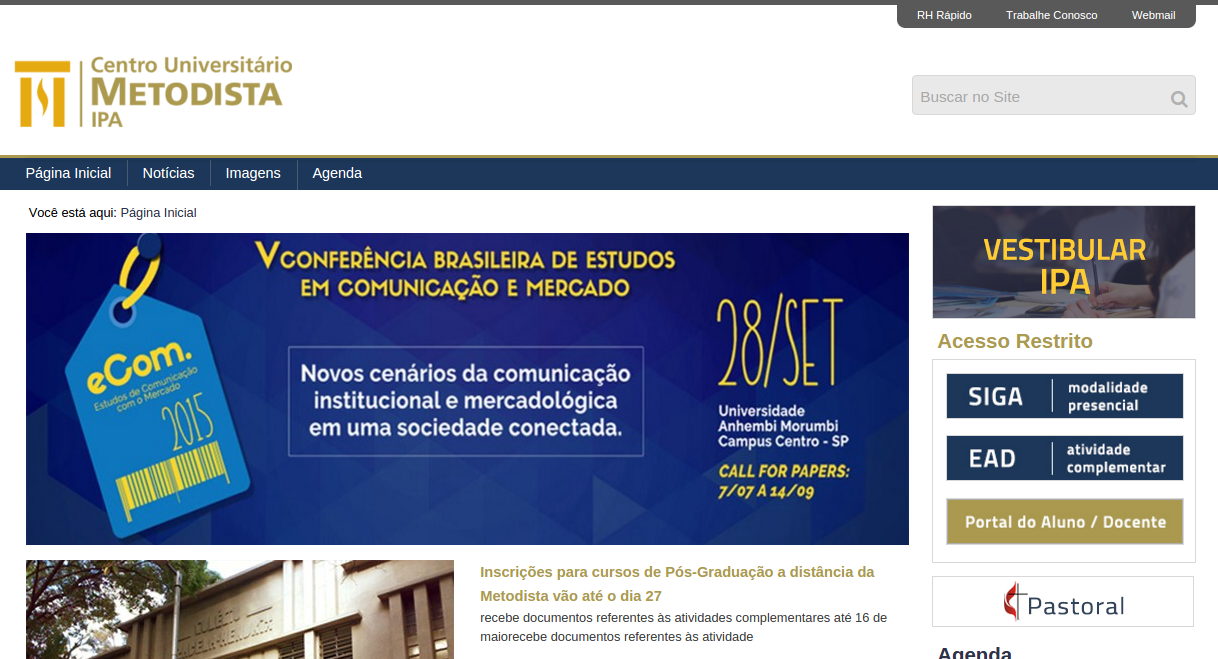 RH Rápido
Trabalhe Conosco
Webmail
Centro Universitário
METODISTA
IPA
Buscar no Site
Página Inicial
Notícias
Imagens
Agenda
Você está aqui: Página Inicial
V CONFERÊNCIA BRASILEIRA DE ESTUDOS
EM COMUNICAÇÃO E MERCADO
eCom.
Estudos de Comunicação
com o Mercado
2015
Novos cenários da comunicação
institucional e mercadológica
em uma sociedade conectada.
28/SET
Universidade
Anhembi Morumbi
Campus Centro - SP
CALL FOR PAPERS:
7/07 A 14/09
VESTIBULAR
IPA
Acesso Restrito
SIGA
modalidade
presencial
EAD
atividade
complementar
Portal do Aluno / Docente
Pastoral
Agenda
Inscrições para cursos de Pós-Graduação a distância da
Metodista vão até o dia 27
recebe documentos referentes às atividades complementares até 16 de
maiorecebe documentos referentes às atividade